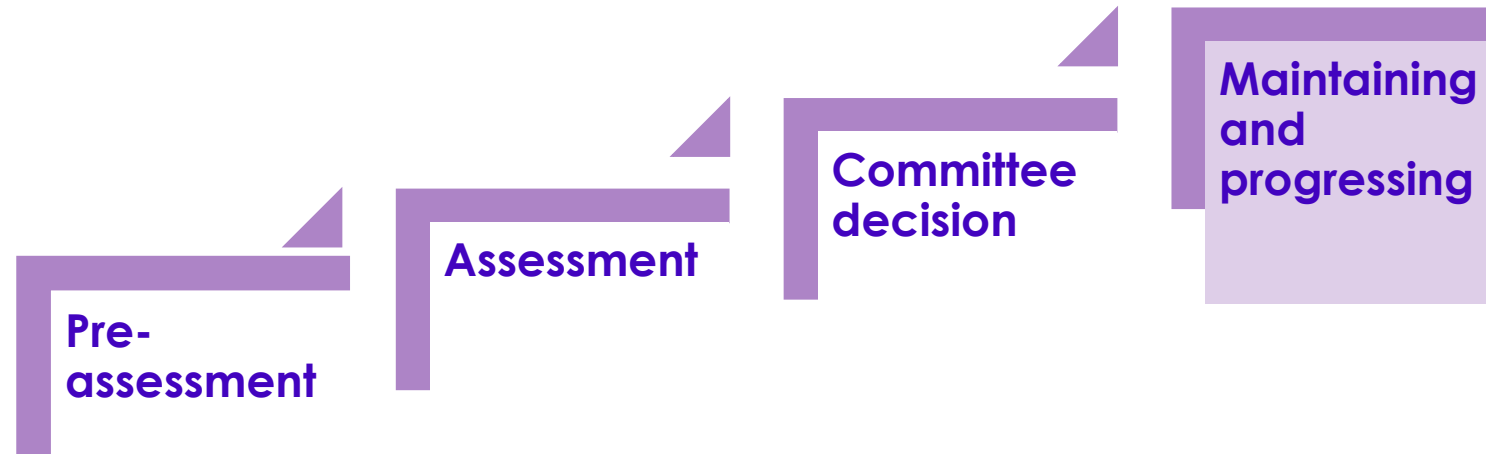 Pre-
assessment
Assessment
Committee
decision
Maintaining
and
progressing